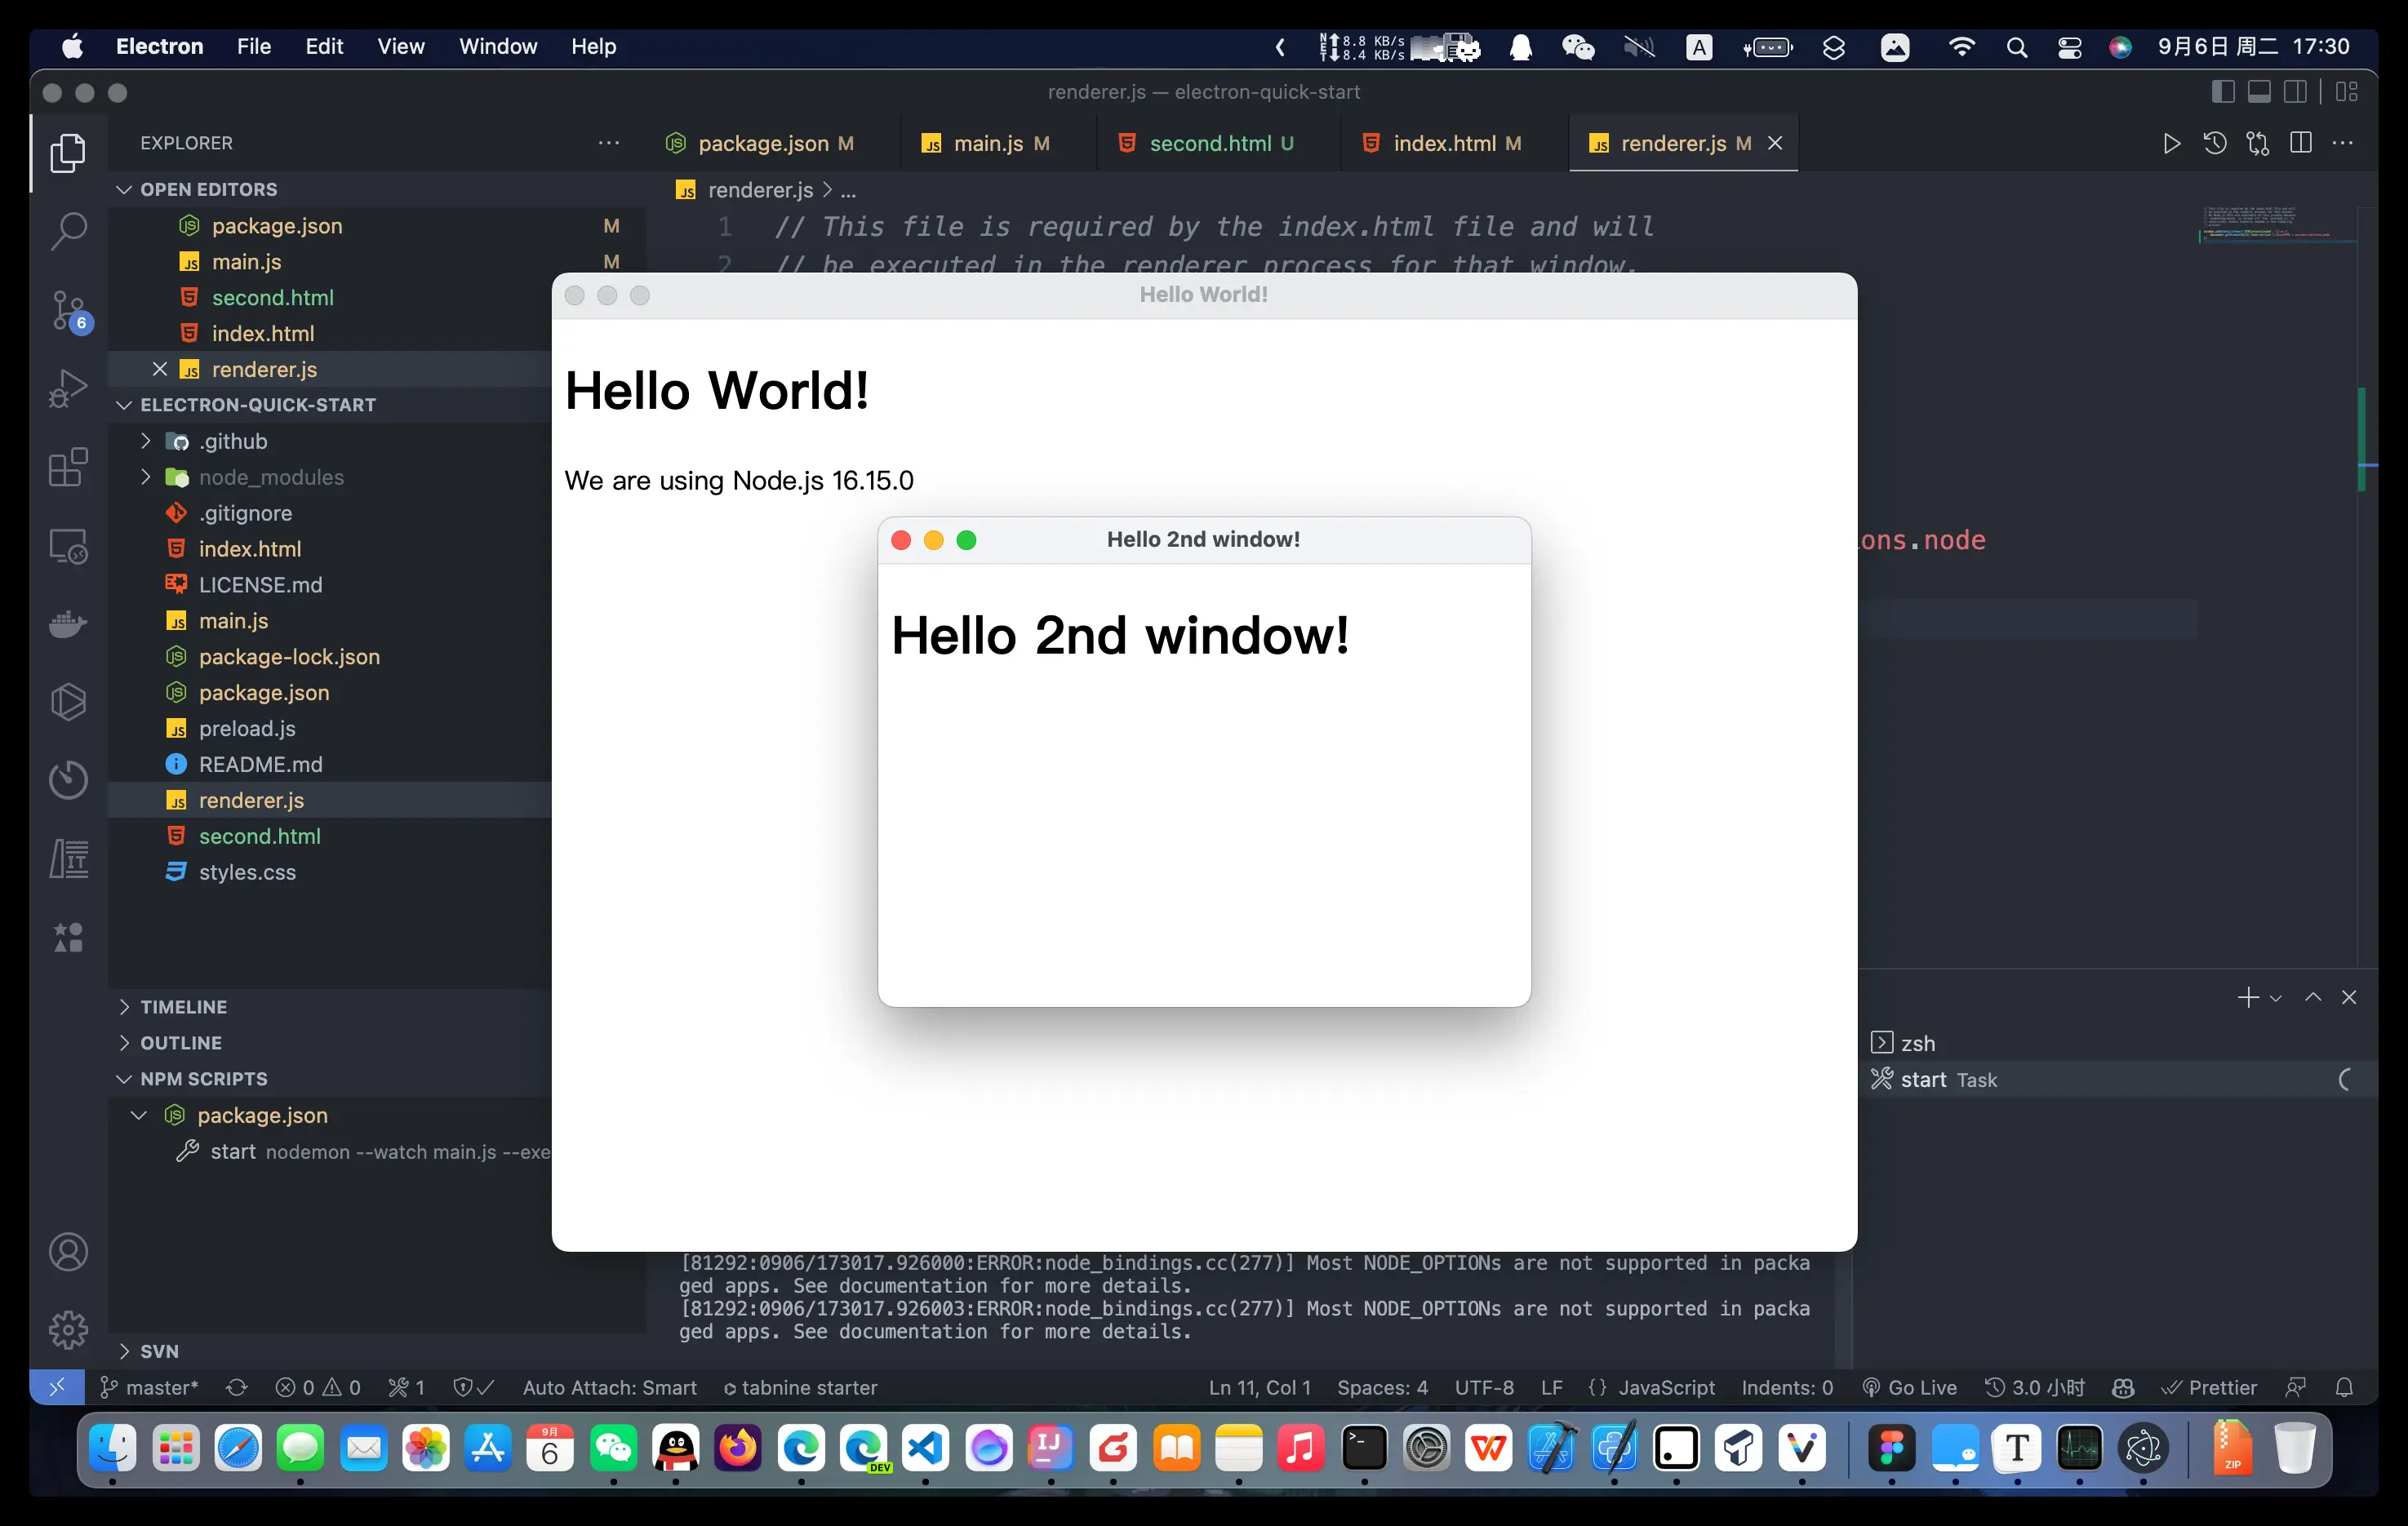 Electron File Edit View Window Help
8.8 KB/s
8.4 KB/s
A
9月6日 周二 17:30
renderer.js — electron-quick-start
EXPLORER
package.json M
main.js M
second.html U
index.html M
renderer.js M
OPEN EDITORS
package.json M
main.js M
second.html
index.html
renderer.js
renderer.js > ...
1 // This file is required by the index.html file and will
2 // be executed in the renderer process for that window.
ons.node
ELECTRON-QUICK-START
.github
node_modules
.gitignore
index.html
LICENSE.md
main.js
package-lock.json
package.json
preload.js
README.md
renderer.js
second.html
styles.css
6
Hello World!
Hello World!
We are using Node.js 16.15.0
Hello 2nd window!
Hello 2nd window!
TIMELINE
OUTLINE
NPM SCRIPTS
package.json
start nodemon --watch main.js --exe
SVN
zsh
start Task
[81292:0906/173017.926000:ERROR:node_bindings.cc(277)] Most NODE_OPTIONs are not supported in packa
ged apps. See documentation for more details.
[81292:0906/173017.926003:ERROR:node_bindings.cc(277)] Most NODE_OPTIONs are not supported in packa
ged apps. See documentation for more details.
master* 0 0 1 Auto Attach: Smart tabnine starter Ln 11, Col 1 Spaces: 4 UTF-8 LF {} JavaScript Indents: 0 Go Live 3.0 小时 Prettier
9月
6
DEV
IJ
T
ZIP